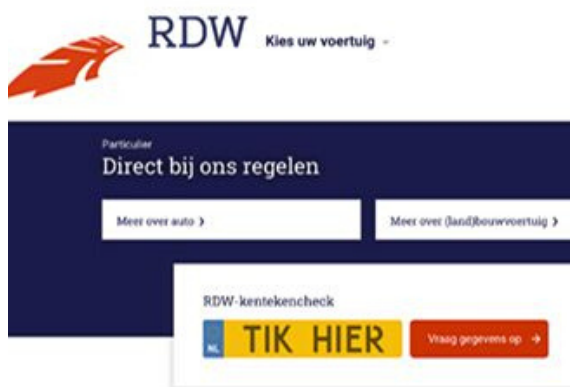 RDW
Kies uw voertuig
Particulier
Direct bij ons regelen
Meer over auto
Meer over (land)bouwvoertuig
RDW-kentekencheck
NL TIK HIER
Vraag gegevens op